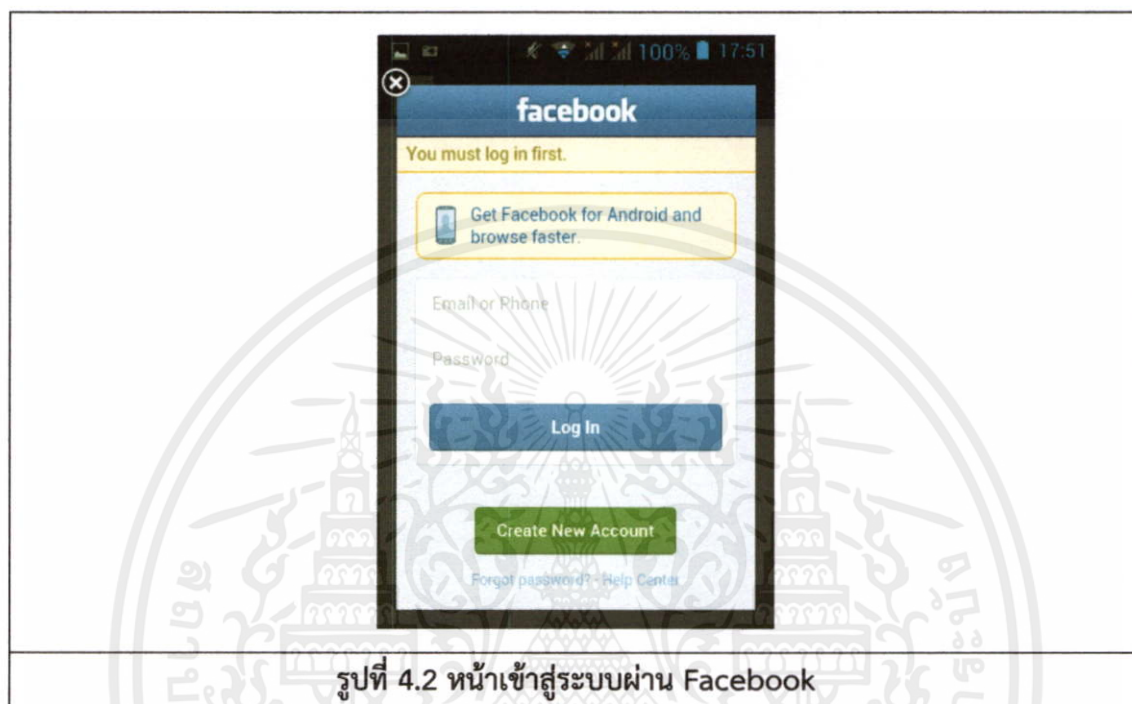 100% 17:51
facebook
You must log in first.
Get Facebook for Android and
browse faster.
Email or Phone
Password
Log In
Create New Account
Forgot password? · Help Center
รูปที่ 4.2 หน้าเข้าสู่ระบบผ่าน Facebook